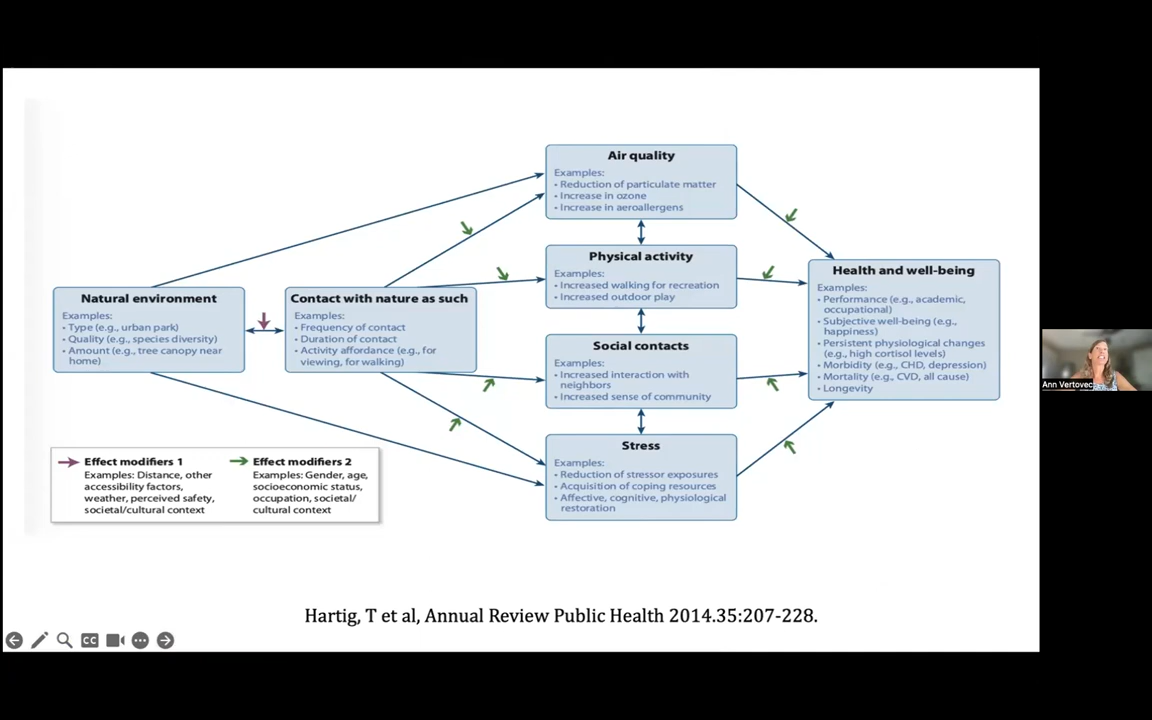 Air quality
Examples:
• Reduction of particulate matter
• Increase in ozone
• Increase in aeroallergens
Physical activity
Examples:
• Increased walking for recreation
• Increased outdoor play
Natural environment
Examples:
• Type (e.g., urban park)
• Quality (e.g., species diversity)
• Amount (e.g., tree canopy near
home)
Contact with nature as such
Examples:
• Frequency of contact
• Duration of contact
• Activity affordance (e.g., for
viewing, for walking)
Social contacts
Examples:
• Increased interaction with
neighbors
• Increased sense of community
Stress
Examples:
• Reduction of stressor exposures
• Acquisition of coping resources
• Affective, cognitive, physiological
restoration
Health and well-being
Examples:
• Performance (e.g., academic,
occupational)
• Subjective well-being (e.g.,
happiness)
• Persistent physiological changes
(e.g., high cortisol levels)
• Morbidity (e.g., CHD, depression)
• Mortality (e.g., CVD, all cause)
• Longevity
Effect modifiers 1
Examples: Distance, other
accessibility factors,
weather, perceived safety,
societal/cultural context
Effect modifiers 2
Examples: Gender, age,
socioeconomic status,
occupation, societal/
cultural context
Hartig, T et al, Annual Review Public Health 2014.35:207-228.
CC
Ann Vertovec